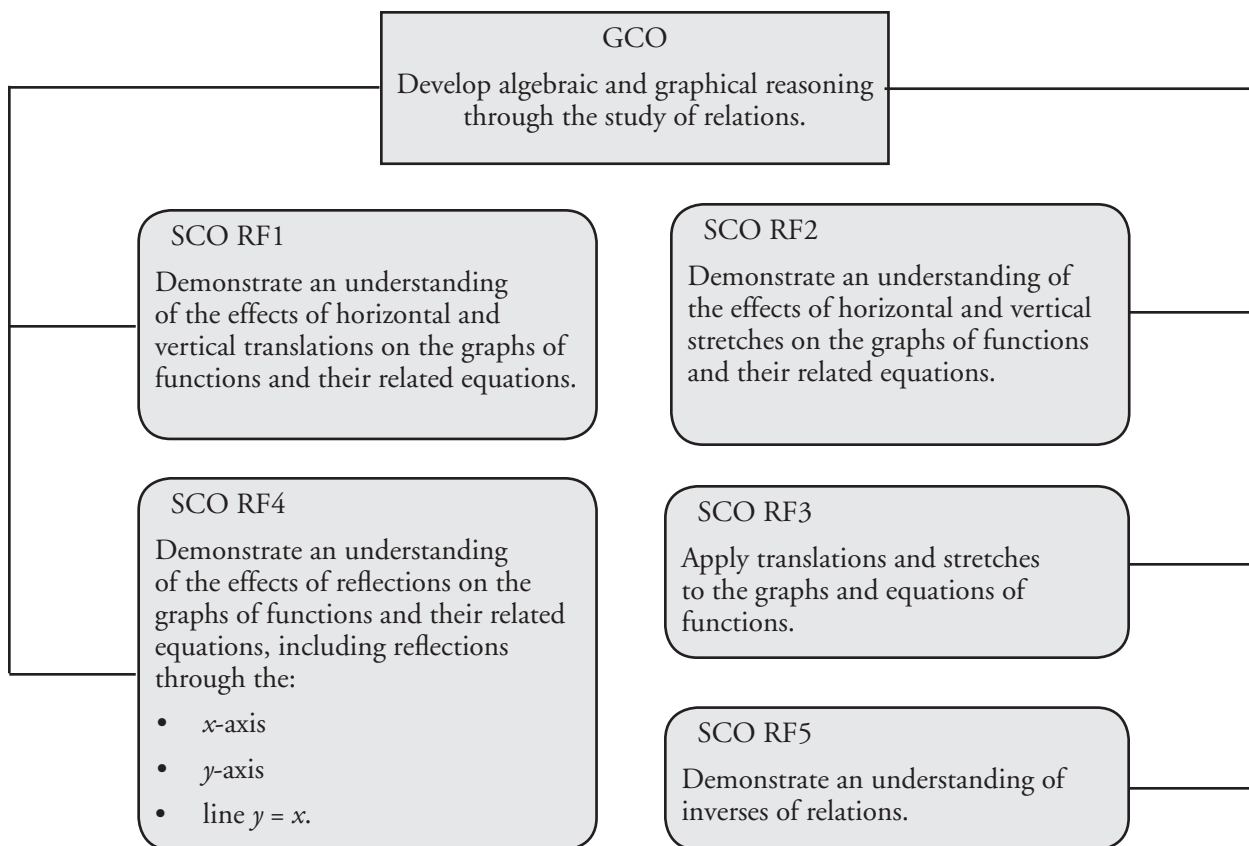 GCO
Develop algebraic and graphical reasoning
through the study of relations.
SCO RF1
Demonstrate an understanding
of the effects of horizontal and
vertical translations on the graphs of
functions and their related equations.
SCO RF2
Demonstrate an understanding of
the effects of horizontal and vertical
stretches on the graphs of functions
and their related equations.
SCO RF4
Demonstrate an understanding
of the effects of reflections on the
graphs of functions and their related
equations, including reflections
through the:
• x-axis
• y-axis
• line y = x.
SCO RF3
Apply translations and stretches
to the graphs and equations of
functions.
SCO RF5
Demonstrate an understanding of
inverses of relations.